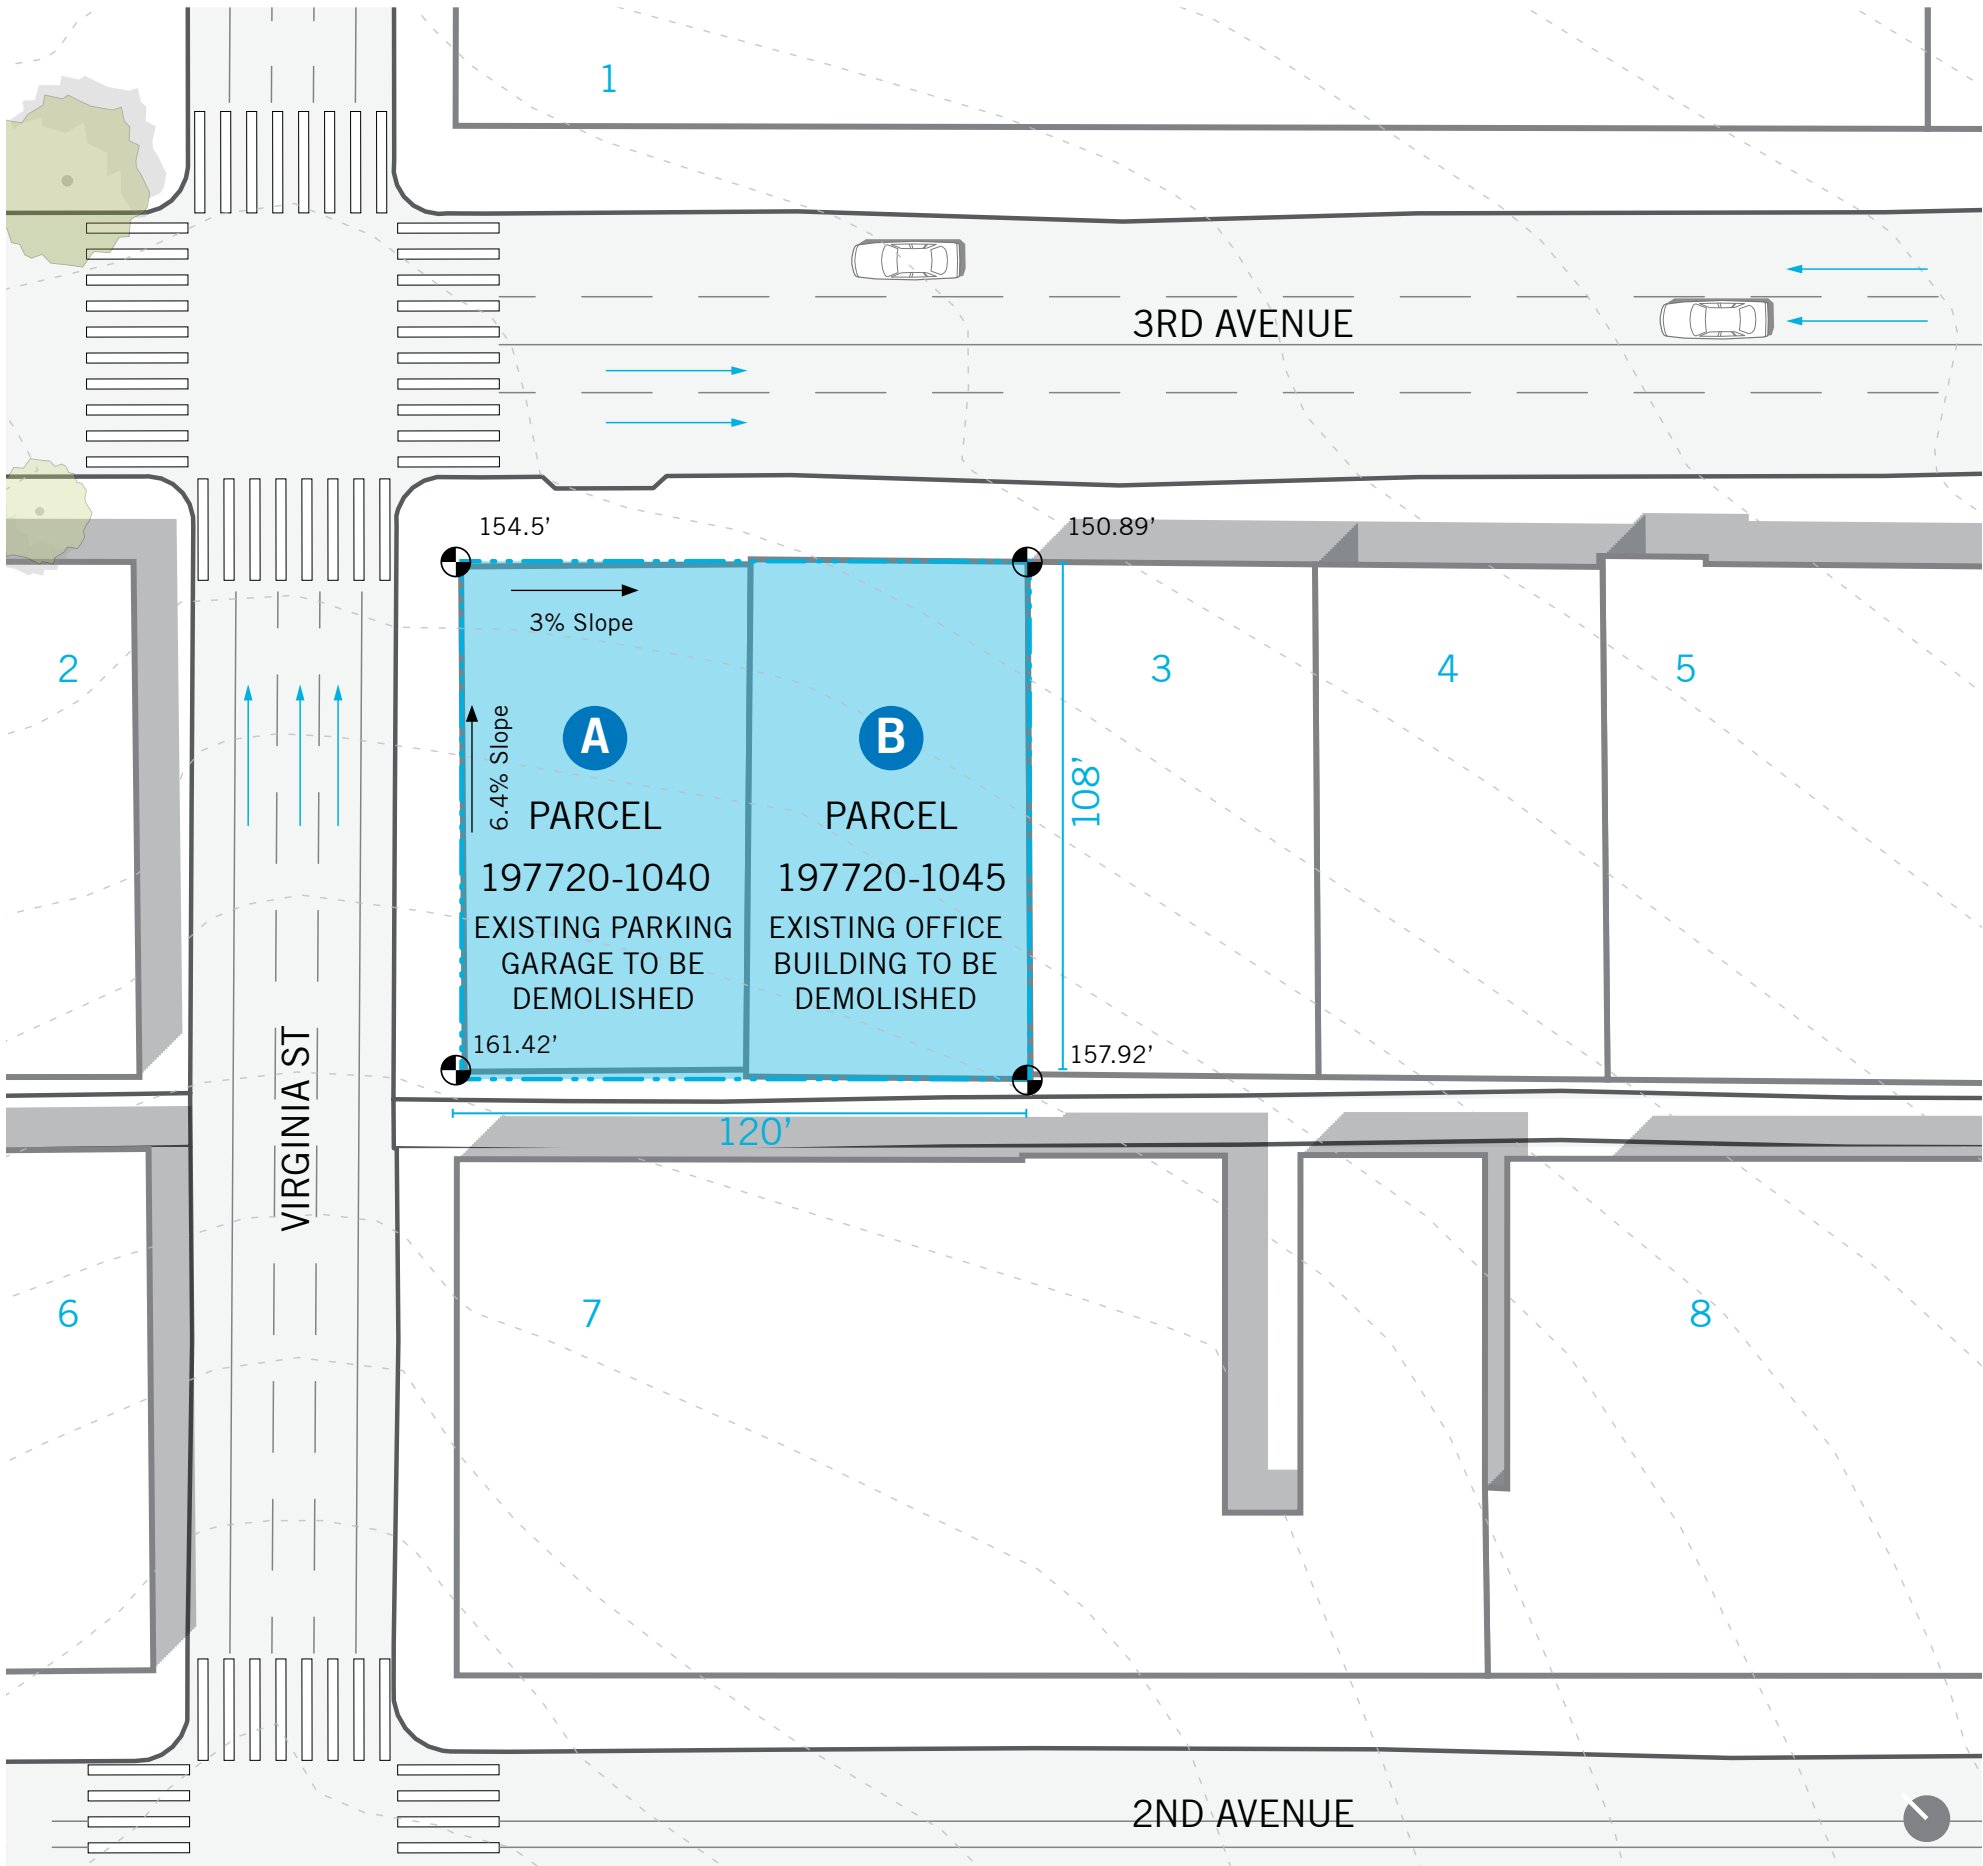 1
3RD AVENUE
154.5’
150.89’
3% Slope
2
3
4
5
6.4% Slope
A
B
108’
PARCEL
197720-1040
EXISTING PARKING
GARAGE TO BE
DEMOLISHED
PARCEL
197720-1045
EXISTING OFFICE
BUILDING TO BE
DEMOLISHED
161.42’
157.92’
VIRGINIA ST
120’
6
7
8
2ND AVENUE